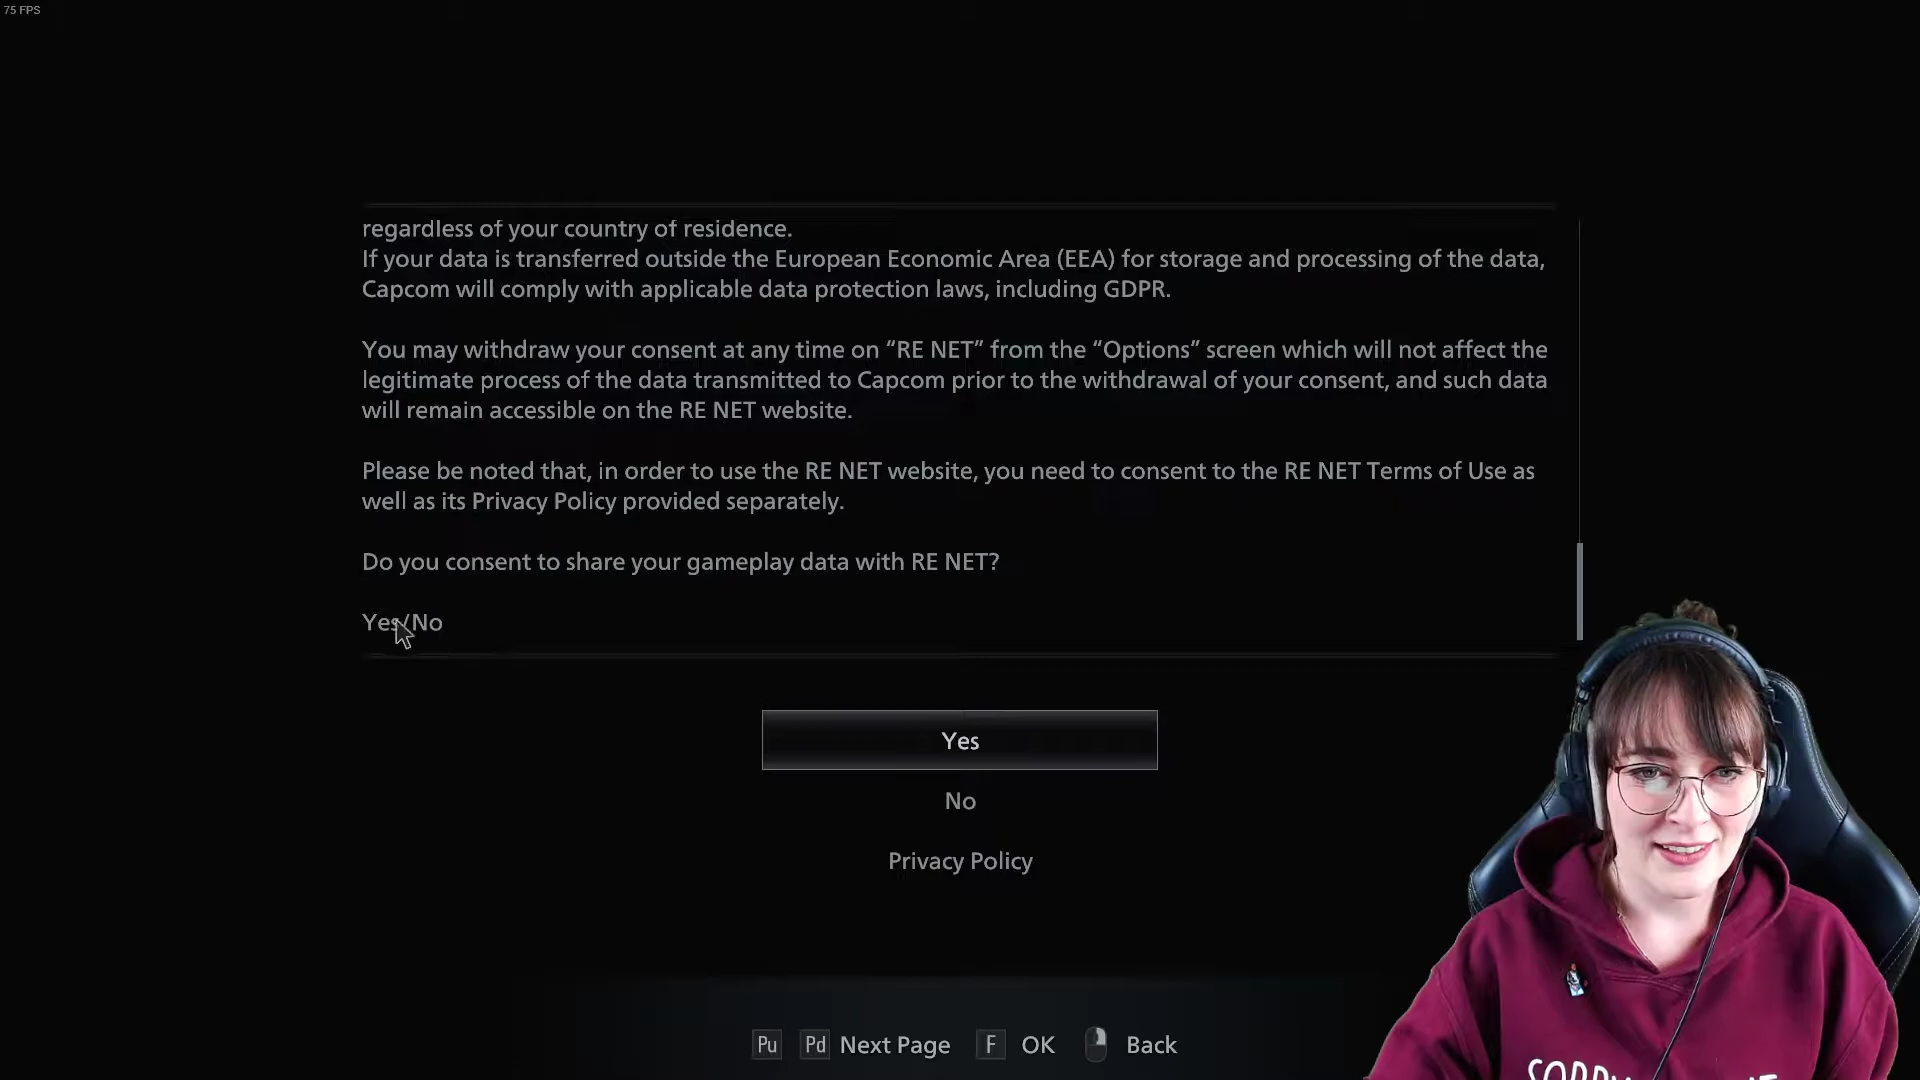 75 FPS
regardless of your country of residence.
If your data is transferred outside the European Economic Area (EEA) for storage and processing of the data,
Capcom will comply with applicable data protection laws, including GDPR.
You may withdraw your consent at any time on “RE NET” from the “Options” screen which will not affect the
legitimate process of the data transmitted to Capcom prior to the withdrawal of your consent, and such data
will remain accessible on the RE NET website.
Please be noted that, in order to use the RE NET website, you need to consent to the RE NET Terms of Use as
well as its Privacy Policy provided separately.
Do you consent to share your gameplay data with RE NET?
Yes/No
Yes
No
Privacy Policy
Pu Pd Next Page F OK Back